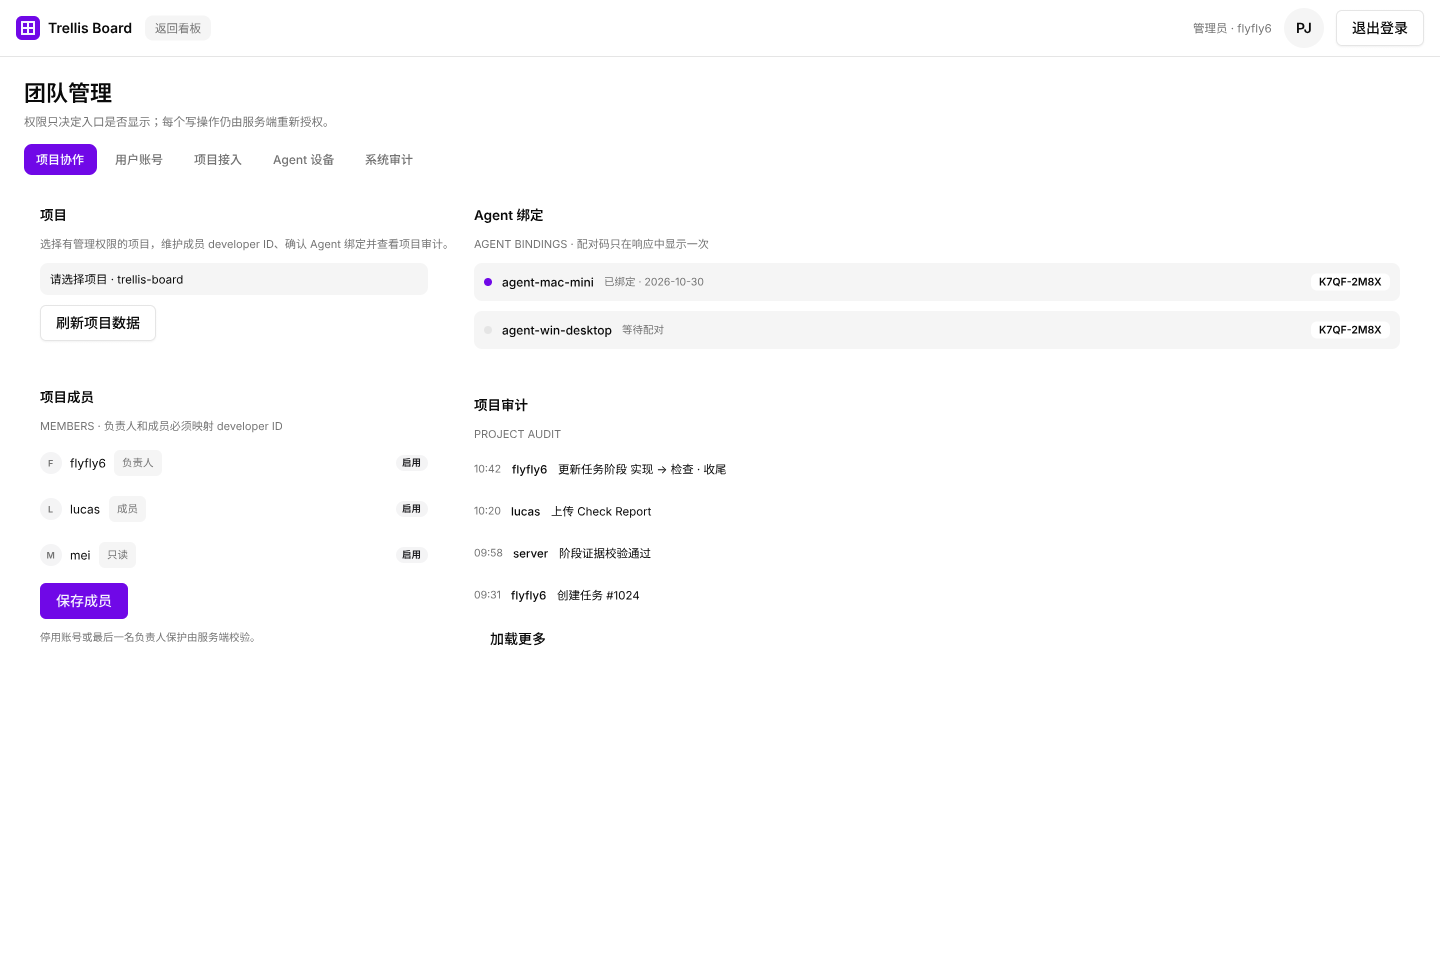 Trellis Board
返回看板
管理员 · flyfly6
PJ
退出登录
团队管理
权限只决定入口是否显示；每个写操作仍由服务端重新授权。
项目协作
用户账号
项目接入
Agent 设备
系统审计
项目
选择有管理权限的项目，维护成员 developer ID、确认 Agent 绑定并查看项目审计。
请选择项目 · trellis-board
刷新项目数据
项目成员
MEMBERS · 负责人和成员必须映射 developer ID
F flyfly6 负责人 启用
L lucas 成员 启用
M mei 只读 启用
保存成员
停用账号或最后一名负责人保护由服务端校验。
Agent 绑定
AGENT BINDINGS · 配对码只在响应中显示一次
agent-mac-mini 已绑定 · 2026-10-30 K7QF-2M8X
agent-win-desktop 等待配对 K7QF-2M8X
项目审计
PROJECT AUDIT
10:42 flyfly6 更新任务阶段 实现 → 检查 · 收尾
10:20 lucas 上传 Check Report
09:58 server 阶段证据校验通过
09:31 flyfly6 创建任务 #1024
加载更多